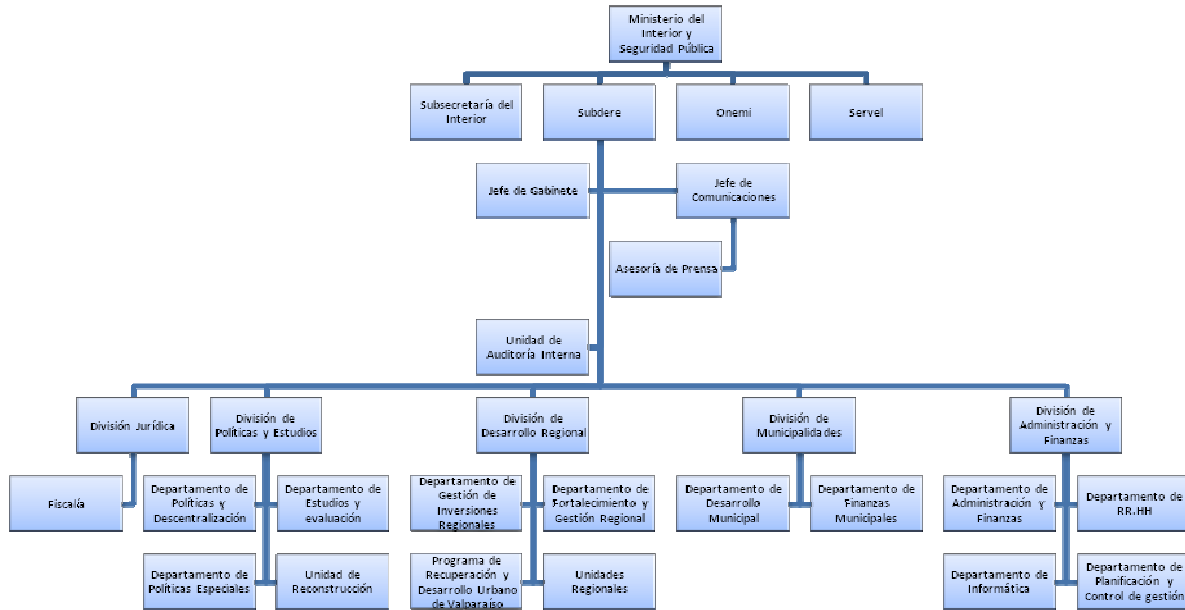 Ministerio del
Interior y
Seguridad Pública
Subsecretaría del
Interior
Subdere
Onemi
Servel
Jefe de Gabinete
Jefe de
Comunicaciones
Asesoría de Prensa
Unidad de
Auditoría Interna
División Jurídica
División de
Políticas y Estudios
División de
Desarrollo Regional
División de
Municipalidades
División de
Administración y
Finanzas
Fiscalía
Departamento de
Políticas y
Descentralización
Departamento de
Estudios y
evaluación
Departamento de
Gestión de
Inversiones
Regionales
Departamento de
Fortalecimiento y
Gestión Regional
Departamento de
Desarrollo
Municipal
Departamento de
Finanzas
Municipales
Departamento de
Administración y
Finanzas
Departamento de
RR.HH
Departamento de
Políticas Especiales
Unidad de
Reconstrucción
Programa de
Recuperación y
Desarrollo Urbano
de Valparaíso
Unidades
Regionales
Departamento de
Informática
Departamento de
Planificación y
Control de gestión